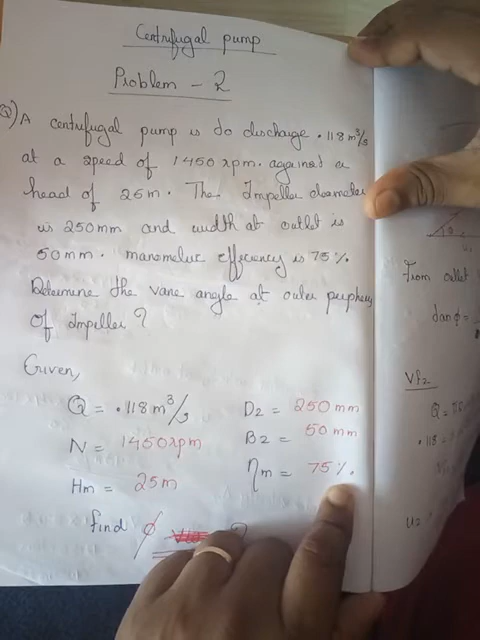 Centrifugal pump
Problem - 2
Q) A centrifugal pump is to discharge .118 m³/s
at a speed of 1450 rpm. against a
head of 25m. The Impeller diameter
is 250mm and width at outlet is
50mm. manometric efficiency is 75%.
Determine the vane angle at outer periphery
of Impeller?
Given,
Q = .118 m³/s
D2 = 250 mm
N = 1450 rpm
B2 = 50 mm
Hm = 25m
ηm = 75%.
find ϕ ?
From outlet
tanϕ =
Vf2
.118 =
U2